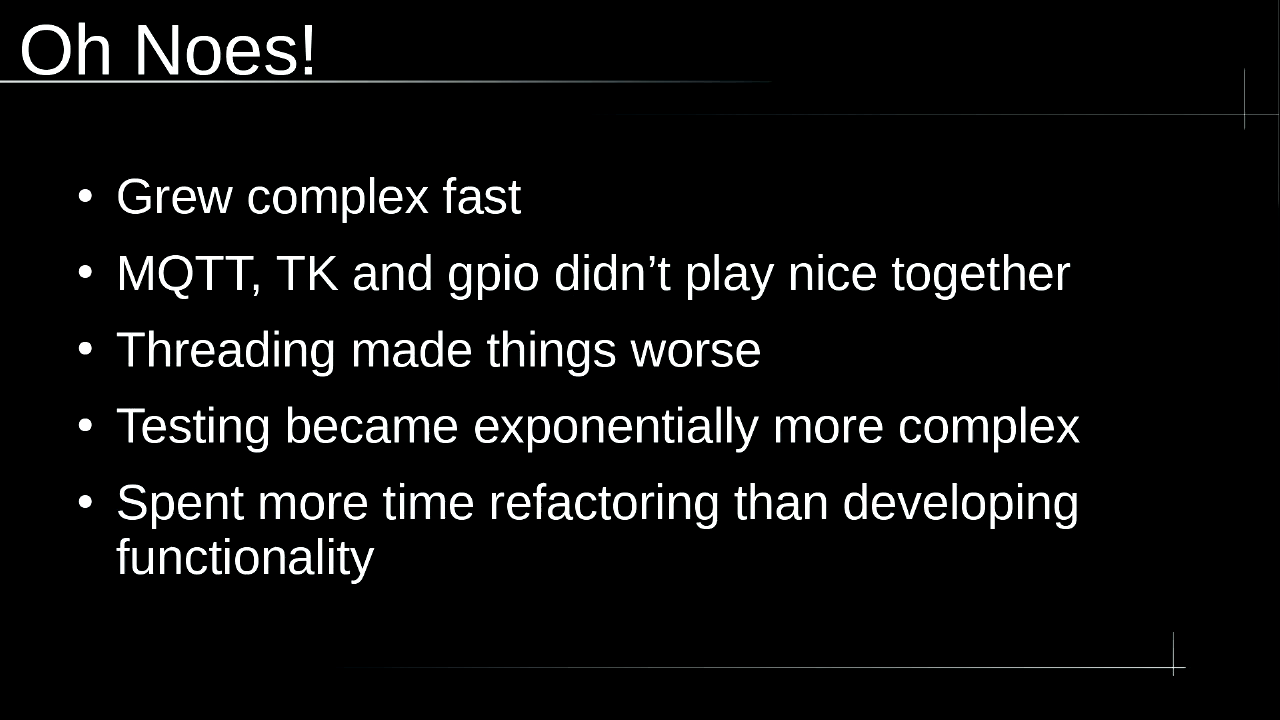 Oh Noes!
• Grew complex fast
• MQTT, TK and gpio didn’t play nice together
• Threading made things worse
• Testing became exponentially more complex
• Spent more time refactoring than developing
functionality